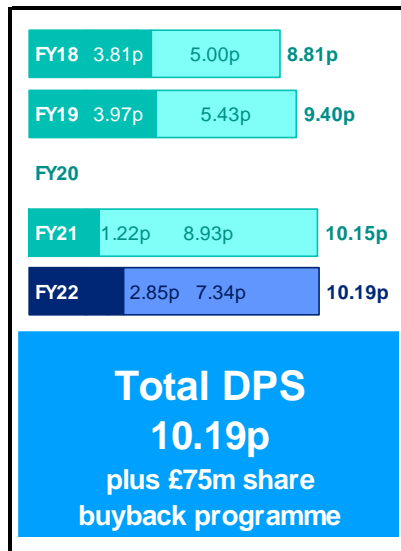 FY18 3.81p 5.00p 8.81p
FY19 3.97p 5.43p 9.40p
FY20
FY21 1.22p 8.93p 10.15p
FY22 2.85p 7.34p 10.19p
Total DPS
10.19p
plus £75m share
buyback programme